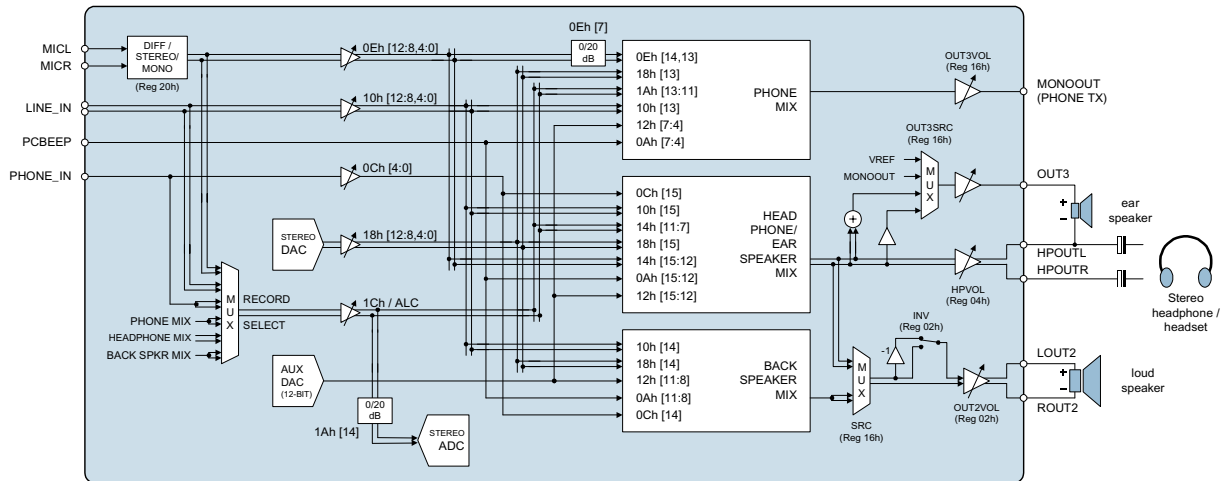 MICL
MICR
LINE_IN
PCBEEP
PHONE_IN
DIFF /
STEREO/
MONO
(Reg 20h)
0Eh [12:8,4:0]
10h [12:8,4:0]
0Ch [4:0]
STEREO
DAC
18h [12:8,4:0]
M
U
X
RECORD
SELECT
PHONE MIX
HEADPHONE MIX
BACK SPKR MIX
1Ch / ALC
AUX
DAC
(12-BIT)
0/20
dB
1Ah [14]
STEREO
ADC
0Eh [7]
0/20
dB
0Eh [14,13]
18h [13]
1Ah [13:11]
10h [13]
12h [7:4]
0Ah [7:4]
PHONE
MIX
0Ch [15]
10h [15]
14h [11:7]
18h [15]
14h [15:12]
0Ah [15:12]
12h [15:12]
HEAD
PHONE/
EAR
SPEAKER
MIX
10h [14]
18h [14]
12h [11:8]
0Ah [11:8]
0Ch [14]
BACK
SPEAKER
MIX
OUT3VOL
(Reg 16h)
OUT3SRC
(Reg 16h)
VREF
MONOOUT
M
U
X
+
HPVOL
(Reg 04h)
INV
(Reg 02h)
-1
M
U
X
SRC
(Reg 16h)
OUT2VOL
(Reg 02h)
MONOOUT
(PHONE TX)
OUT3
+
–
ear
speaker
HPOUTL
HPOUTR
Stereo
headphone /
headset
LOUT2
+
–
ROUT2
loud
speaker